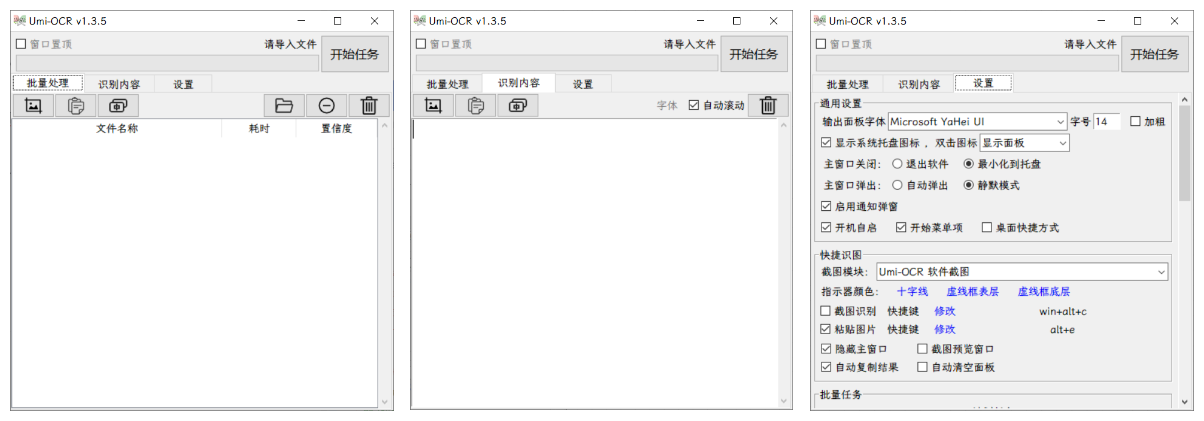 Umi-OCR v1.3.5
窗口置顶
请导入文件
开始任务
批量处理 识别内容 设置
文件名称 耗时 置信度
Umi-OCR v1.3.5
窗口置顶
请导入文件
开始任务
批量处理 识别内容 设置
字体 自动滚动
Umi-OCR v1.3.5
窗口置顶
请导入文件
开始任务
批量处理 识别内容 设置
通用设置
输出面板字体 Microsoft YaHei UI 字号 14 加粗
显示系统托盘图标，双击图标 显示面板
主窗口关闭： 退出软件 最小化到托盘
主窗口弹出： 自动弹出 静默模式
启用通知弹窗
开机自启 开始菜单项 桌面快捷方式
快捷识图
截图模块： Umi-OCR 软件截图
指示器颜色： 十字线 虚线框表层 虚线框底层
截图识别 快捷键 修改 win+alt+c
粘贴图片 快捷键 修改 alt+e
隐藏主窗口 截图预览窗口
自动复制结果 自动清空面板
批量任务